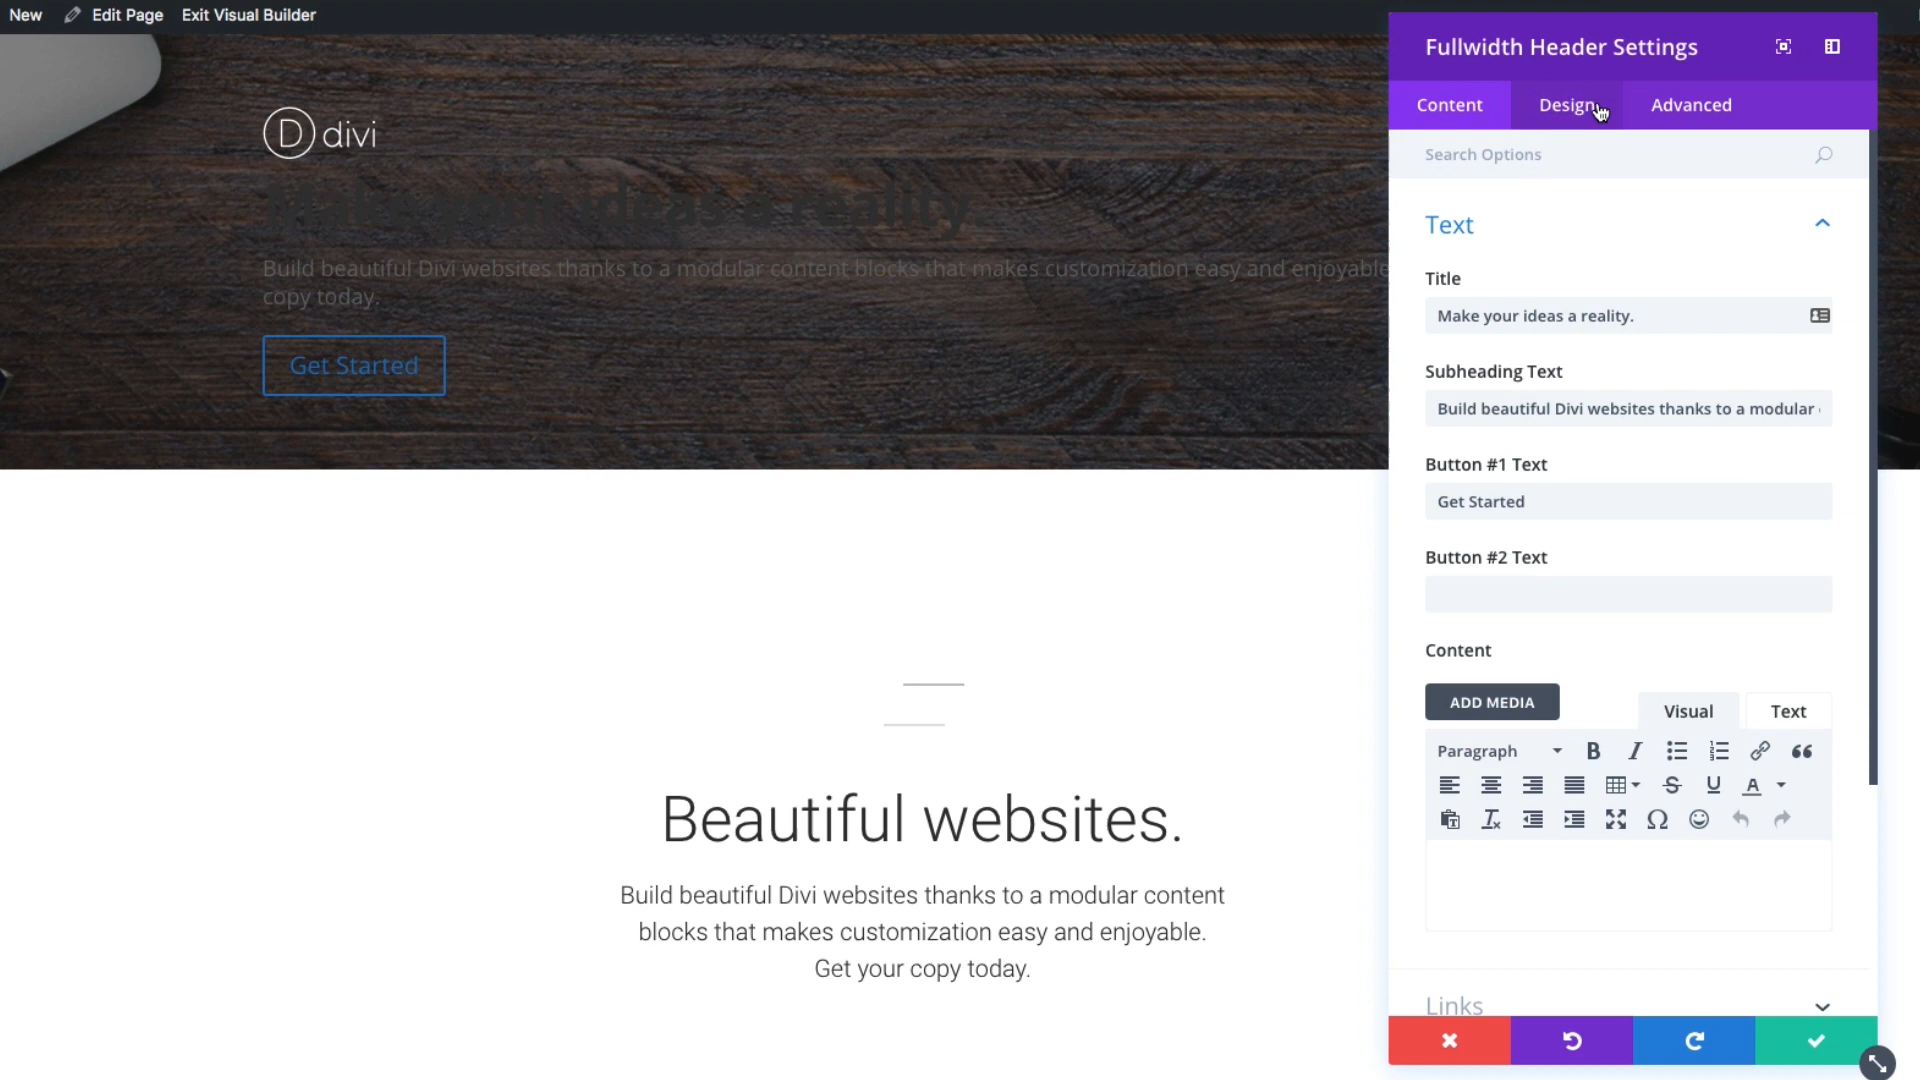 New Edit Page Exit Visual Builder
D divi
Make your ideas a reality.
Build beautiful Divi websites thanks to a modular content blocks that makes customization easy and enjoyable
copy today.
Get Started
Beautiful websites.
Build beautiful Divi websites thanks to a modular content
blocks that makes customization easy and enjoyable.
Get your copy today.
Fullwidth Header Settings
Content Design Advanced
Search Options
Text
Title
Make your ideas a reality.
Subheading Text
Build beautiful Divi websites thanks to a modular
Button #1 Text
Get Started
Button #2 Text
Content
ADD MEDIA
Visual Text
Paragraph
Links